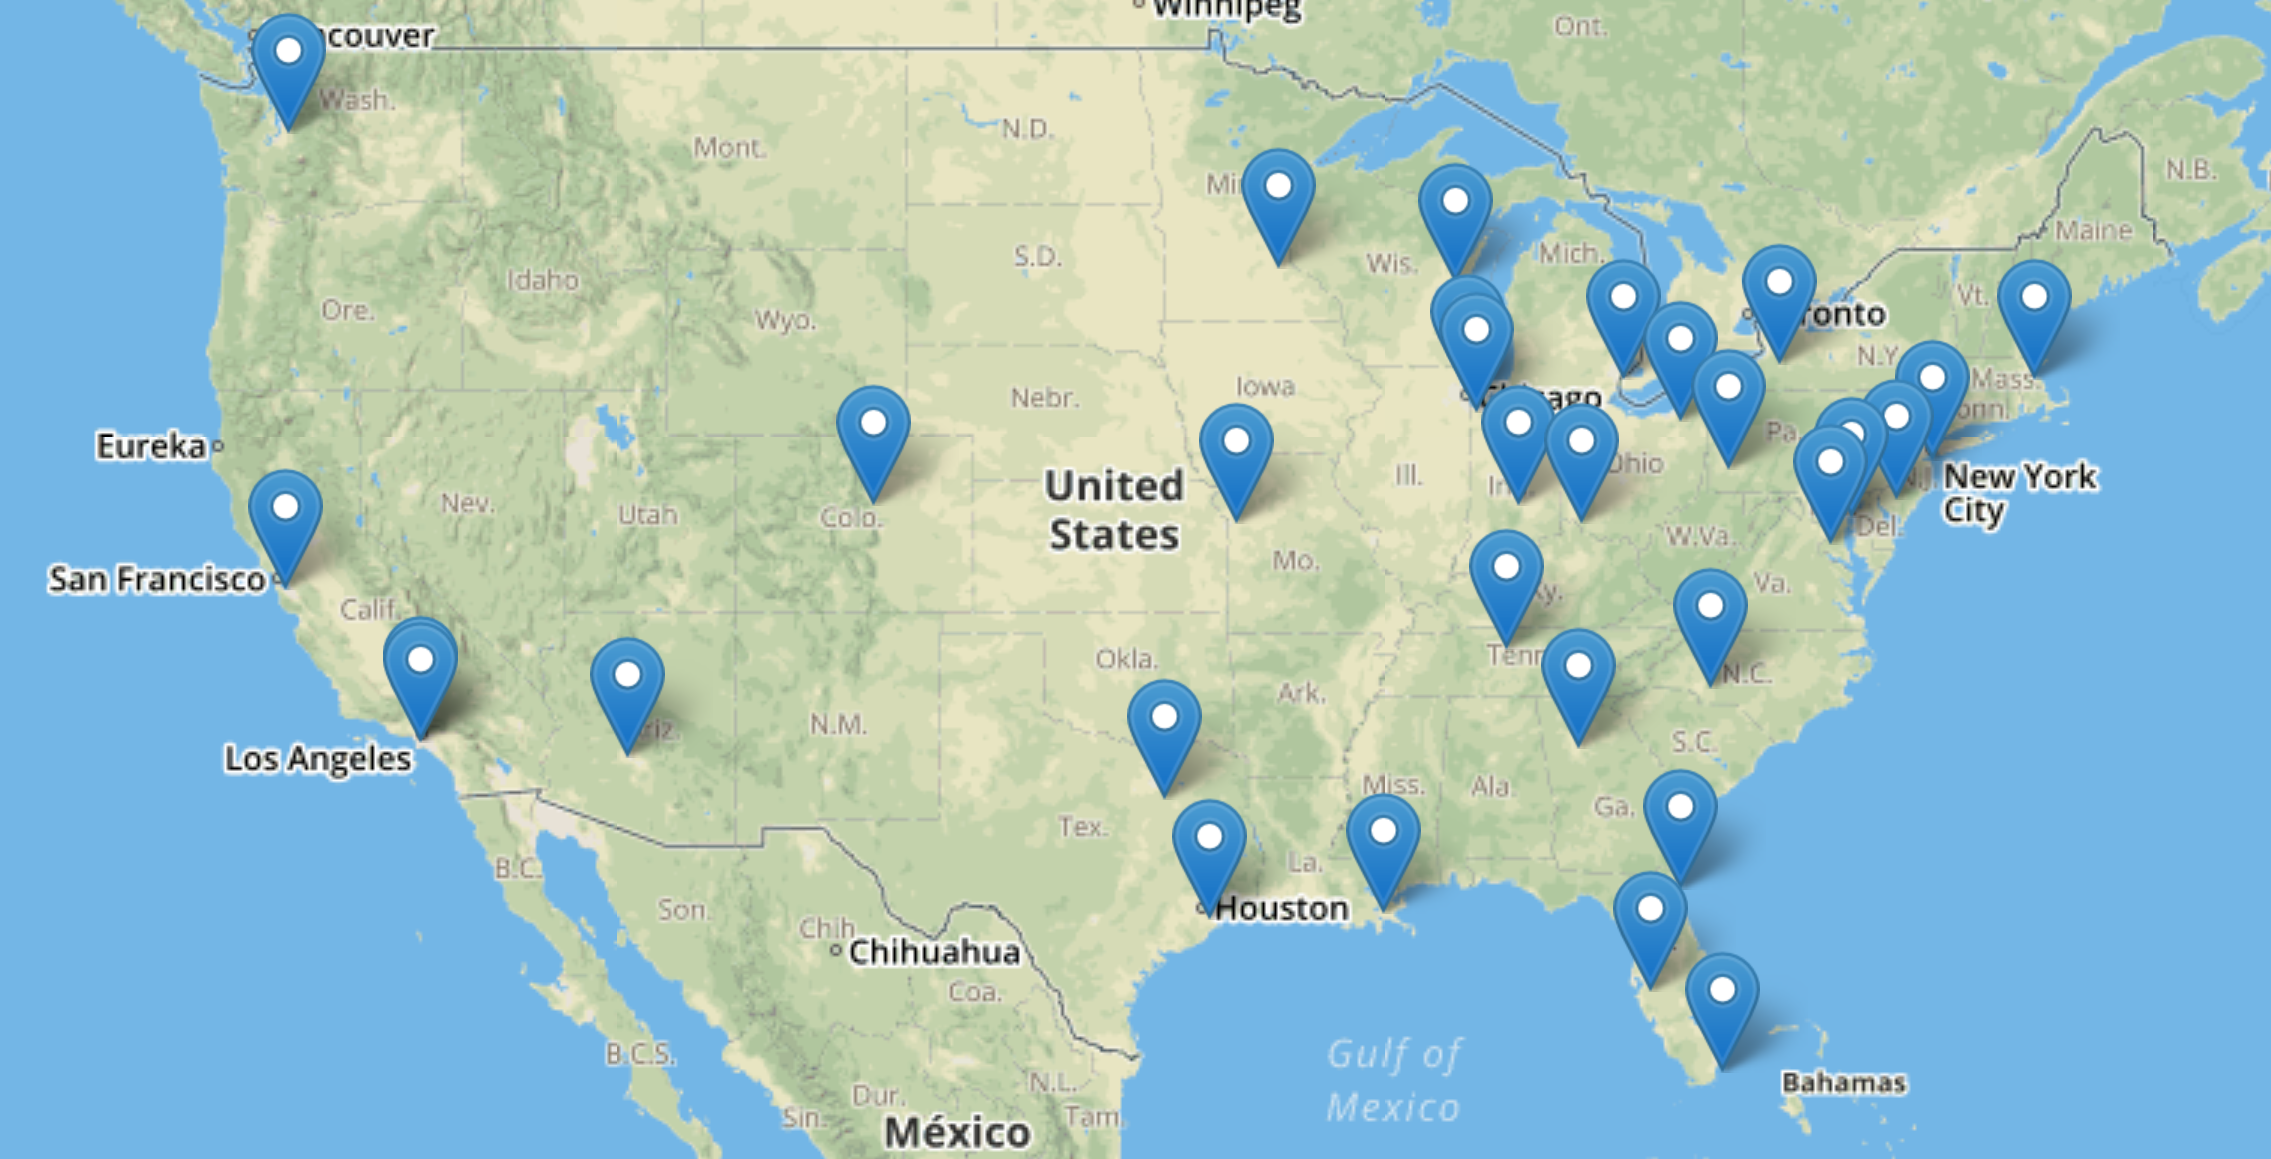 Winnipeg
Ont.
couver
Wash.
N.D.
Mont.
N.B.
Mi
Maine
S.D.
Mich.
Wis.
Idaho
Vt.
Ore.
Wyo.
ronto
N.Y
Mass.
Iowa
Nebr.
Chicago
onn.
Pa
Eureka
Ohio
Ill.
In
N.J.
New York
City
United
States
Nev.
Utah
Colo.
Del.
W.Va.
Mo.
San Francisco
Ky.
Va.
Calif.
Tenn
Okla.
N.C.
Ark.
N.M.
riz.
S.C.
Los Angeles
Miss.
Ala.
Ga.
Tex.
La.
B.C.
Son.
Houston
Chih.
Chihuahua
Coa.
B.C.S.
Gulf of
Mexico
N.L.
Bahamas
Dur.
Sin.
Tam.
México